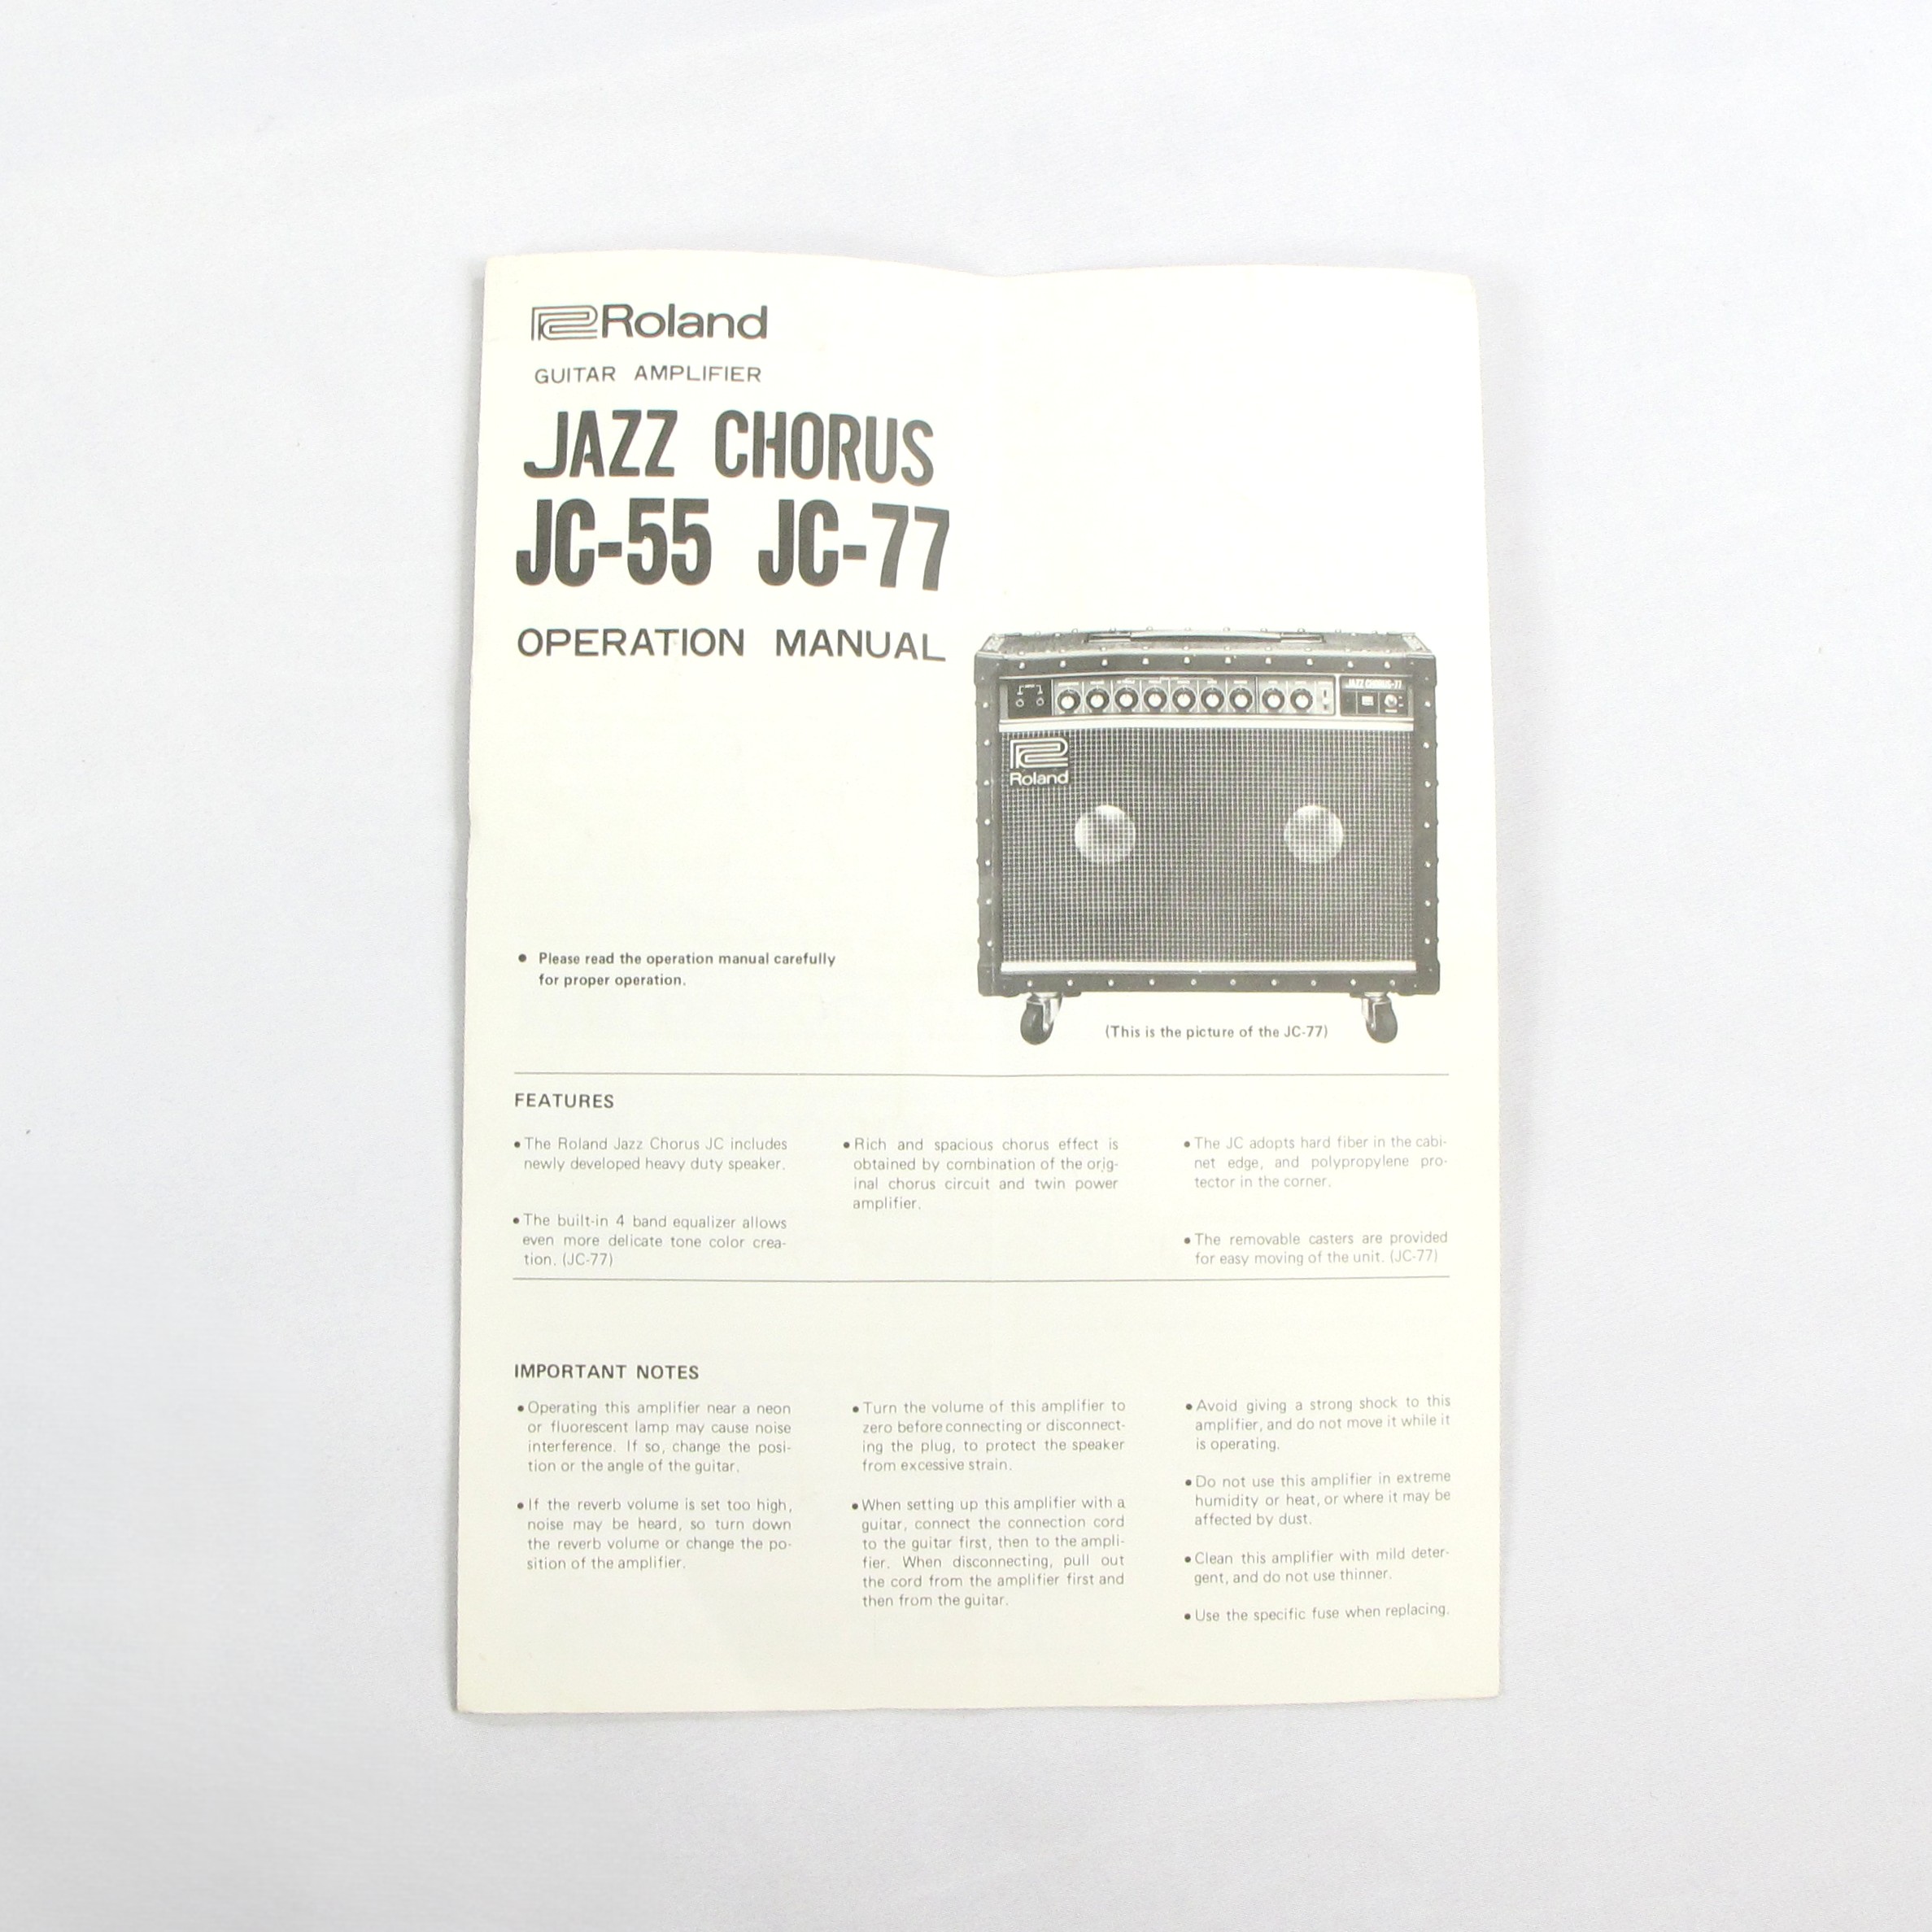 Roland
GUITAR AMPLIFIER
JAZZ CHORUS
JC-55 JC-77
OPERATION MANUAL
JAZZ CHORUS-77
Roland
• Please read the operation manual carefully
for proper operation.
(This is the picture of the JC-77)
FEATURES
• The Roland Jazz Chorus JC includes
newly developed heavy duty speaker.
• The built-in 4 band equalizer allows
even more delicate tone color crea-
tion. (JC-77)
• Rich and spacious chorus effect is
obtained by combination of the orig-
inal chorus circuit and twin power
amplifier.
• The JC adopts hard fiber in the cabi-
net edge, and polypropylene pro-
tector in the corner.
• The removable casters are provided
for easy moving of the unit. (JC-77)
IMPORTANT NOTES
• Operating this amplifier near a neon
or fluorescent lamp may cause noise
interference. If so, change the posi-
tion or the angle of the guitar.
• If the reverb volume is set too high,
noise may be heard, so turn down
the reverb volume or change the po-
sition of the amplifier.
• Turn the volume of this amplifier to
zero before connecting or disconnect-
ing the plug, to protect the speaker
from excessive strain.
• When setting up this amplifier with a
guitar, connect the connection cord
to the guitar first, then to the ampli-
fier. When disconnecting, pull out
the cord from the amplifier first and
then from the guitar.
• Avoid giving a strong shock to this
amplifier, and do not move it while it
is operating.
• Do not use this amplifier in extreme
humidity or heat, or where it may be
affected by dust.
• Clean this amplifier with mild deter-
gent, and do not use thinner.
• Use the specific fuse when replacing.